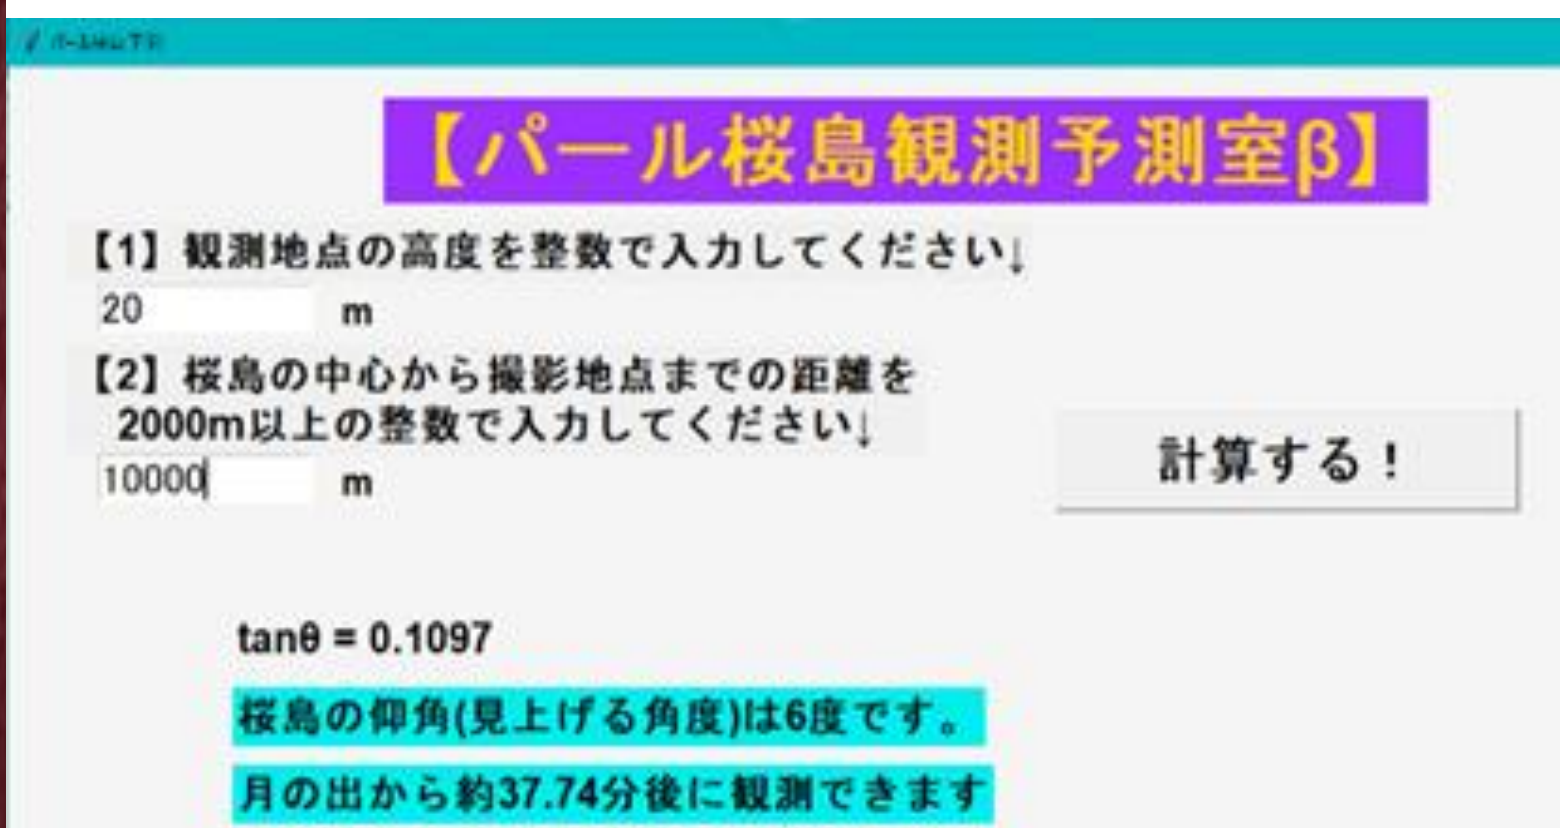 【パール桜島観測予測室β】
【1】観測地点の高度を整数で入力してください↓
20 m
【2】桜島の中心から撮影地点までの距離を
2000m以上の整数で入力してください↓
計算する!
10000 m
tanθ = 0.1097
桜島の仰角(見上げる角度)は6度です。
月の出から約37.74分後に観測できます